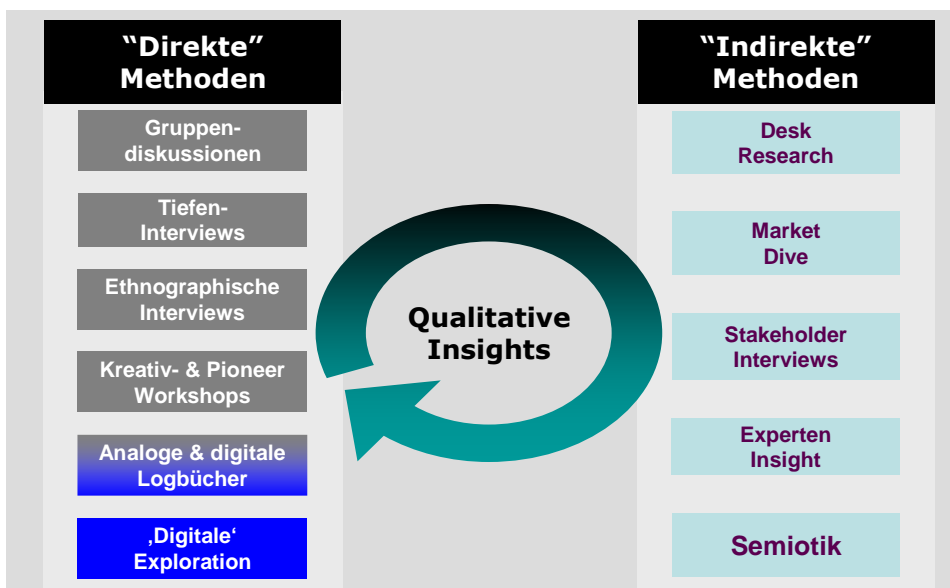 “Direkte”
Methoden
Gruppen-
diskussionen
Tiefen-
Interviews
Ethnographische
Interviews
Kreativ- & Pioneer
Workshops
Analoge & digitale
Logbücher
‚Digitale‘
Exploration
Qualitative
Insights
“Indirekte”
Methoden
Desk
Research
Market
Dive
Stakeholder
Interviews
Experten
Insight
Semiotik